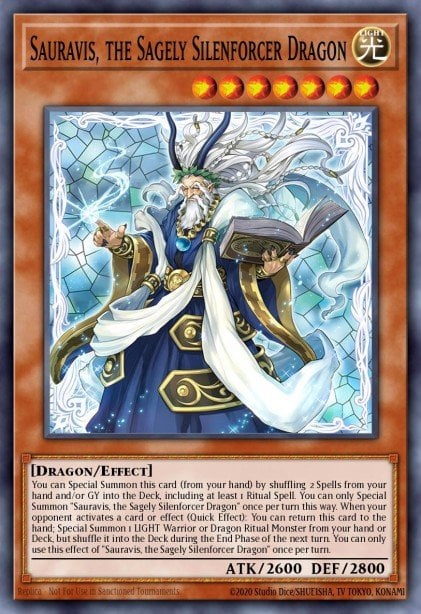 Sauravis, the Sagely Silenforcer Dragon
LIGHT
光
[Dragon/Effect]
You can Special Summon this card (from your hand) by shuffling 2 Spells from your
hand and/or GY into the Deck, including at least 1 Ritual Spell. You can only Special
Summon "Sauravis, the Sagely Silenforcer Dragon" once per turn this way. When your
opponent activates a card or effect (Quick Effect): You can return this card to the
hand; Special Summon 1 LIGHT Warrior or Dragon Ritual Monster from your hand or
Deck, but shuffle it into the Deck during the End Phase of the next turn. You can only
use this effect of "Sauravis, the Sagely Silenforcer Dragon" once per turn.
ATK/2600 DEF/2800
Replica - Not For Use in Sanctioned Tournaments
©2020 Studio Dice/SHUEISHA, TV TOKYO, KONAMI